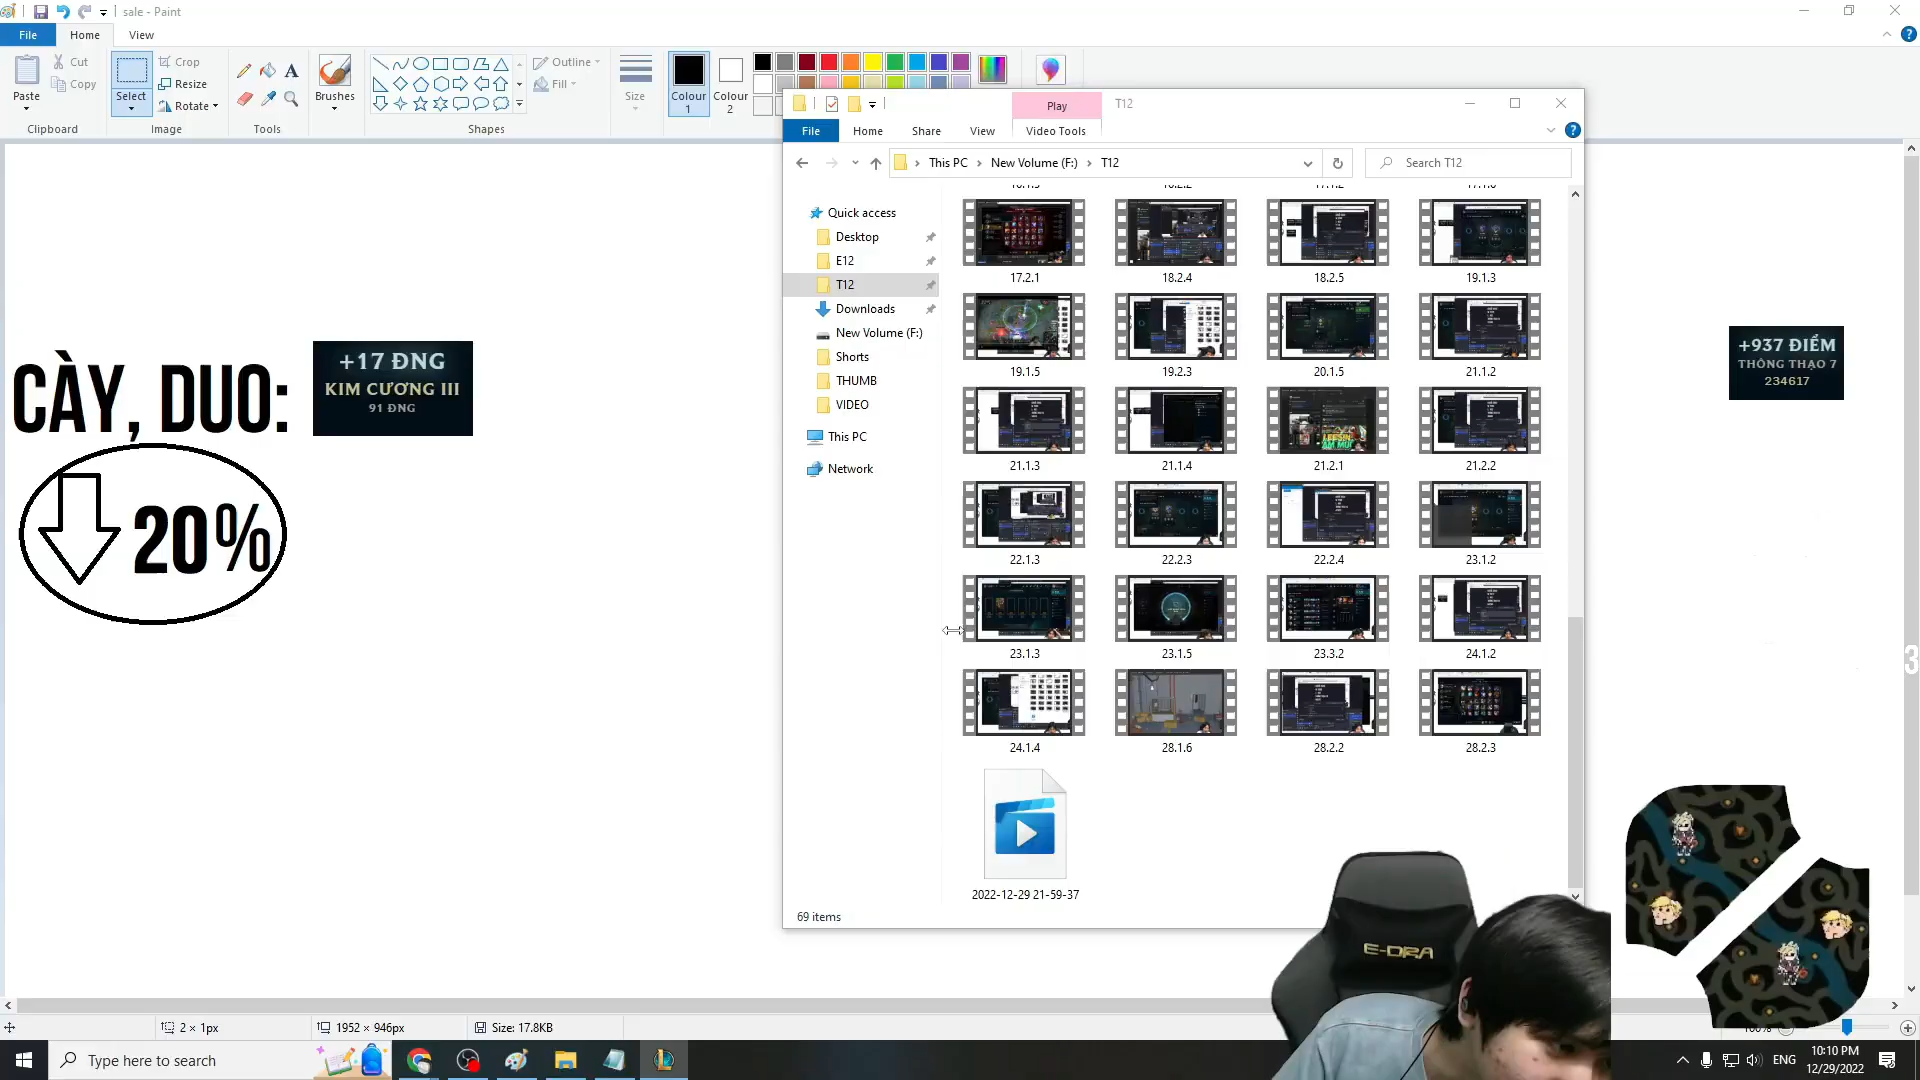 sale - Paint
File
Home
View
Paste
Cut
Copy
Clipboard
Select
Crop
Resize
Rotate
Image
Tools
Brushes
Shapes
Outline
Fill
Size
Colour
1
Colour
2
Play
T12
File
Home
Share
View
Video Tools
This PC
New Volume (F:)
T12
Search T12
Quick access
Desktop
E12
T12
Downloads
New Volume (F:)
Shorts
THUMB
VIDEO
This PC
Network
17.2.1
18.2.4
18.2.5
19.1.3
19.1.5
19.2.3
20.1.5
21.1.2
21.1.3
21.1.4
21.2.1
21.2.2
22.1.3
22.2.3
22.2.4
23.1.2
23.1.3
23.1.5
23.3.2
24.1.2
24.1.4
28.1.6
28.2.2
28.2.3
2022-12-29 21-59-37
69 items
CÀY, DUO:
+17 ĐNG
KIM CƯƠNG III
91 ĐNG
20%
+937 ĐIỂM
THÔNG THẠO 7
234617
3
E-DRA
2 × 1px
1952 × 946px
Size: 17.8KB
100%
Type here to search
ENG
10:10 PM
12/29/2022